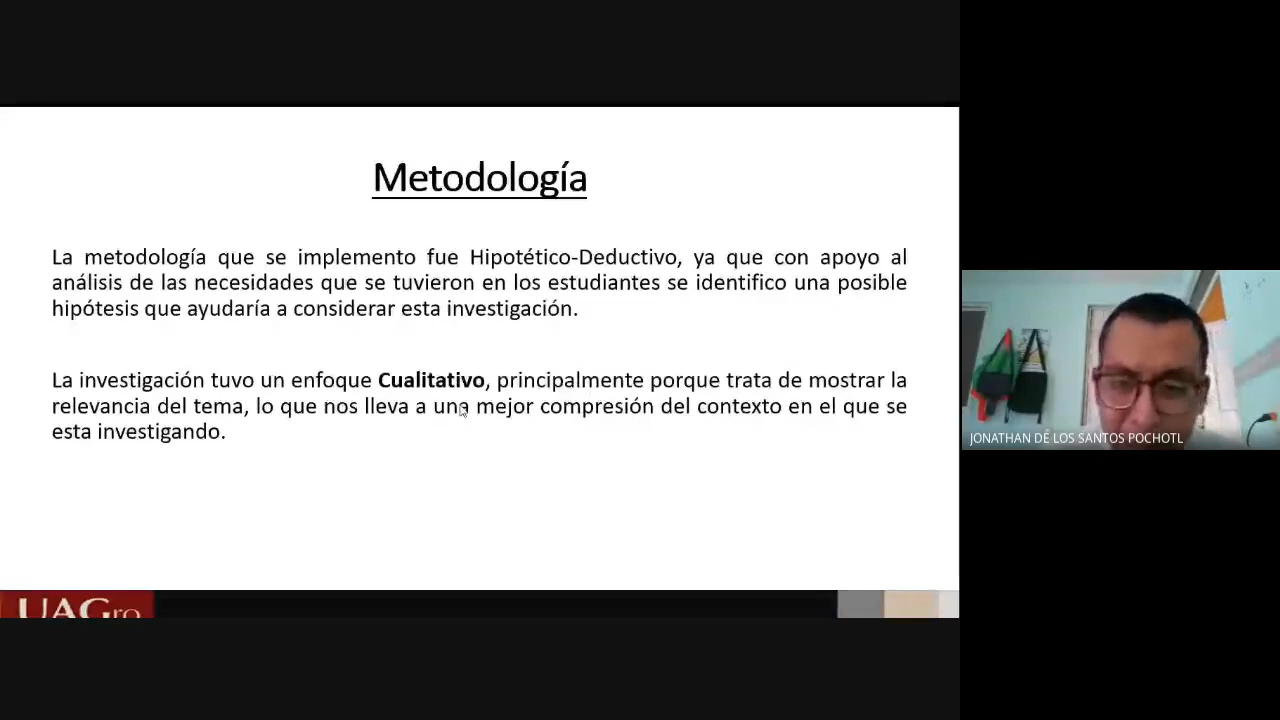 Metodología
La metodología que se implemento fue Hipotético-Deductivo, ya que con apoyo al
análisis de las necesidades que se tuvieron en los estudiantes se identifico una posible
hipótesis que ayudaría a considerar esta investigación.
La investigación tuvo un enfoque Cualitativo, principalmente porque trata de mostrar la
relevancia del tema, lo que nos lleva a una mejor compresión del contexto en el que se
esta investigando.
UAGro
JONATHAN DE LOS SANTOS POCHOTL